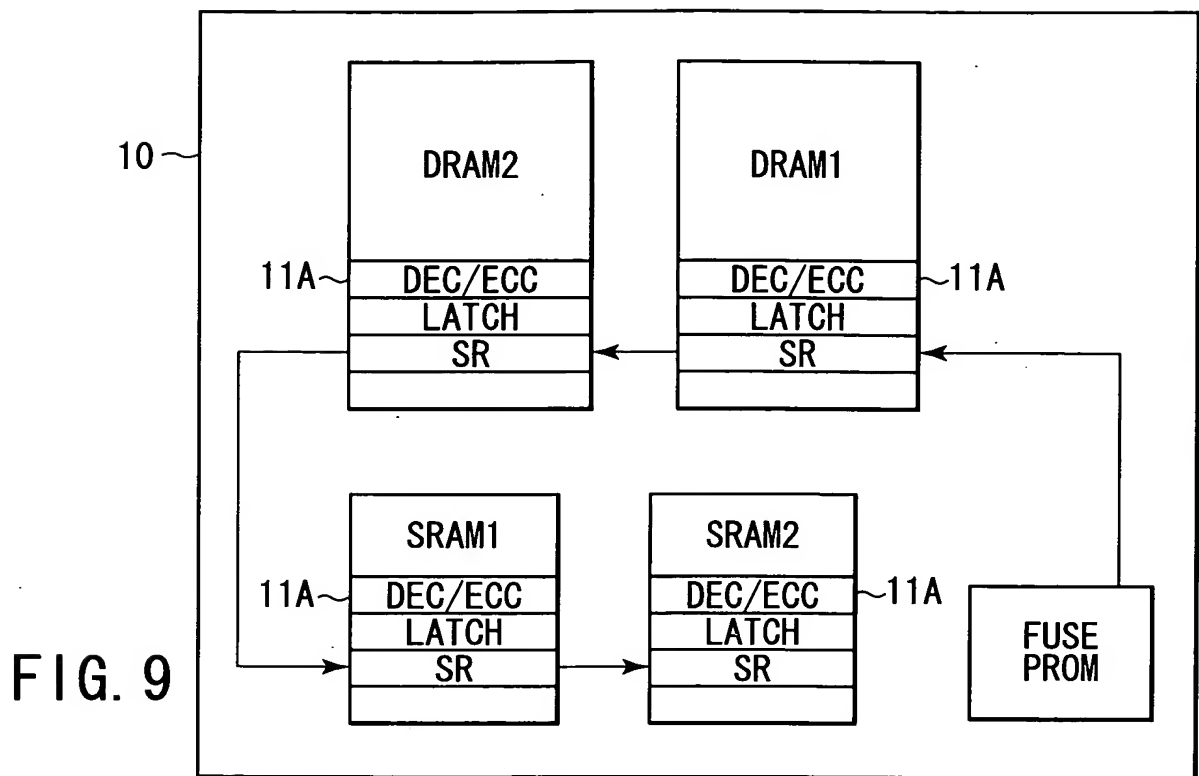 10
DRAM2
DRAM1
11A
DEC/ECC
DEC/ECC
11A
LATCH
LATCH
SR
SR
SRAM1
SRAM2
11A
DEC/ECC
DEC/ECC
11A
LATCH
LATCH
SR
SR
FUSE
PROM
FIG. 9